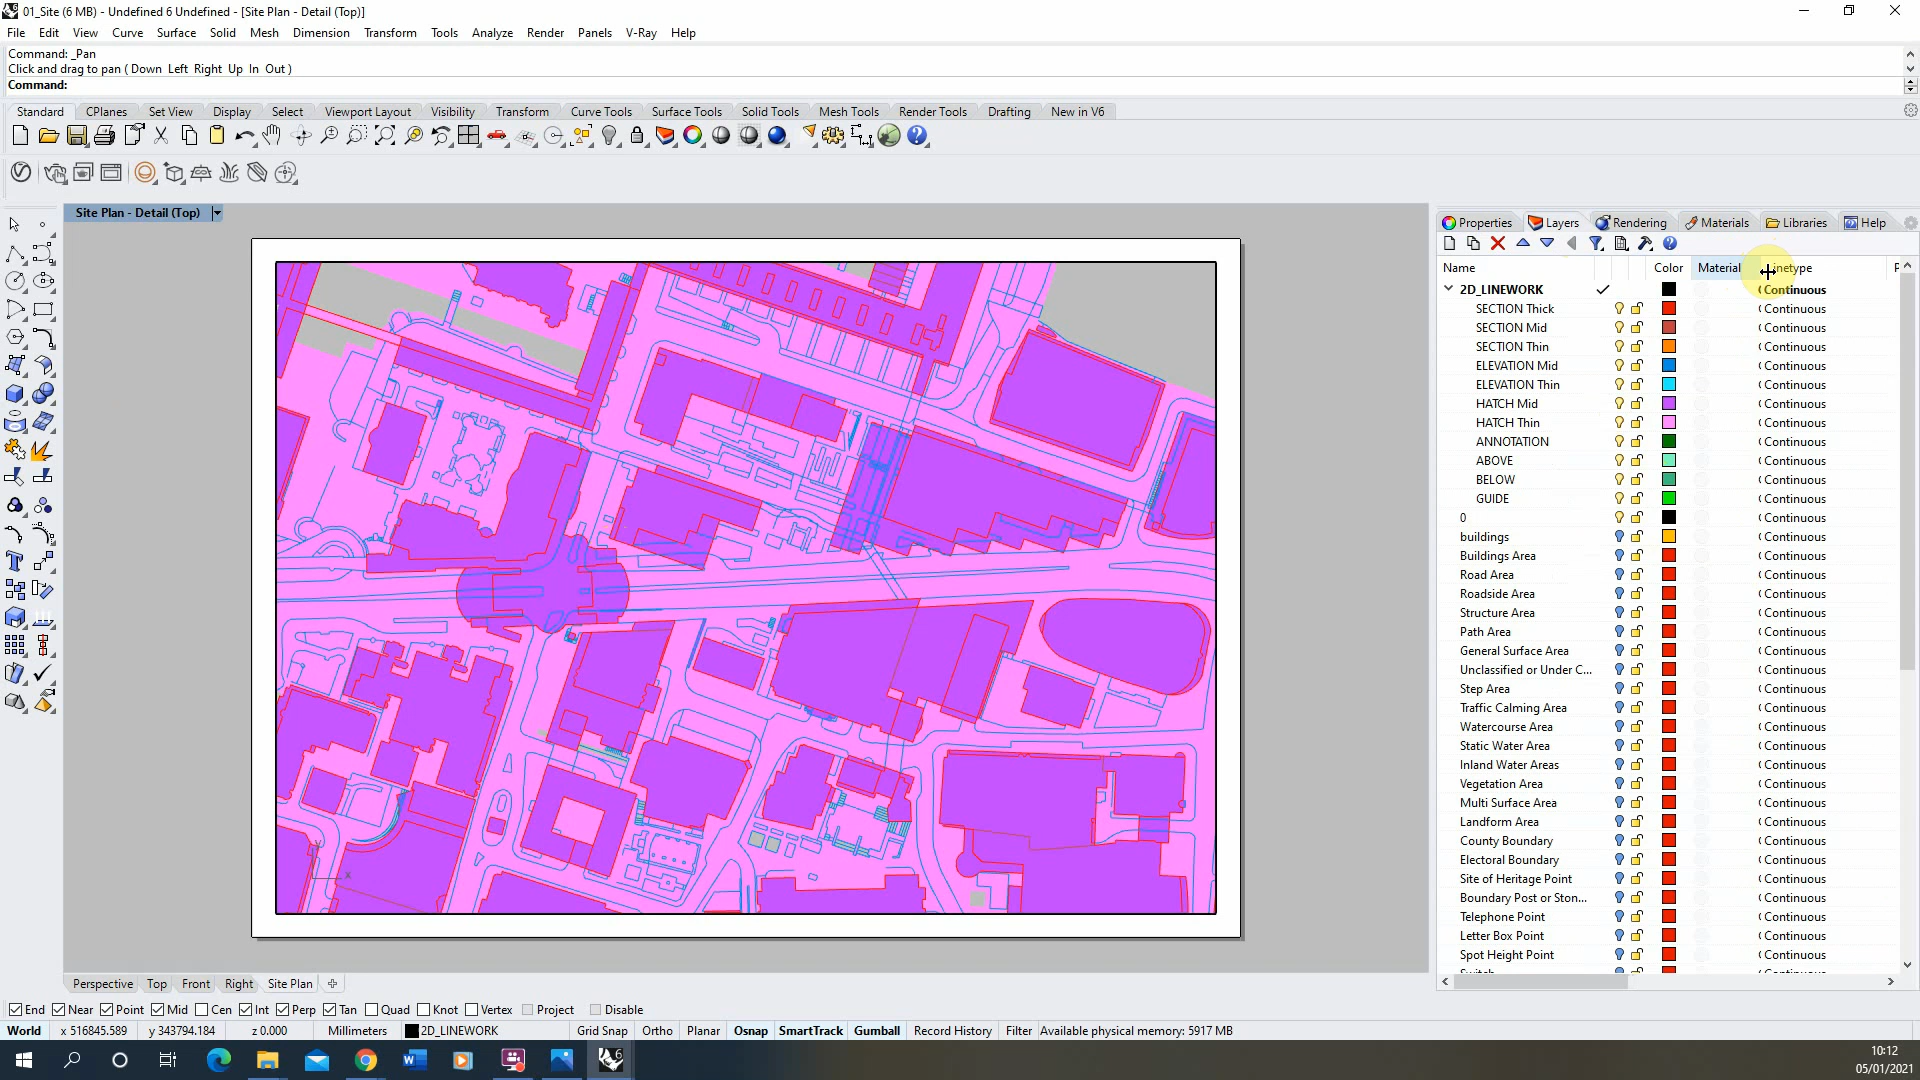 01_Site (6 MB) - Undefined 6 Undefined - [Site Plan - Detail (Top)]
File Edit View Curve Surface Solid Mesh Dimension Transform Tools Analyze Render Panels V-Ray Help
Command: _Pan
Click and drag to pan ( Down Left Right Up In Out )
Command:
Standard CPlanes Set View Display Select Viewport Layout Visibility Transform Curve Tools Surface Tools Solid Tools Mesh Tools Render Tools Drafting New in V6
Site Plan - Detail (Top)
Properties Layers Rendering Materials Libraries Help
Name Color Material Linetype P
2D_LINEWORK Continuous
SECTION Thick Continuous
SECTION Mid Continuous
SECTION Thin Continuous
ELEVATION Mid Continuous
ELEVATION Thin Continuous
HATCH Mid Continuous
HATCH Thin Continuous
ANNOTATION Continuous
ABOVE Continuous
BELOW Continuous
GUIDE Continuous
0 Continuous
buildings Continuous
Buildings Area Continuous
Road Area Continuous
Roadside Area Continuous
Structure Area Continuous
Path Area Continuous
General Surface Area Continuous
Unclassified or Under C... Continuous
Step Area Continuous
Traffic Calming Area Continuous
Watercourse Area Continuous
Static Water Area Continuous
Inland Water Areas Continuous
Vegetation Area Continuous
Multi Surface Area Continuous
Landform Area Continuous
County Boundary Continuous
Electoral Boundary Continuous
Site of Heritage Point Continuous
Boundary Post or Ston... Continuous
Telephone Point Continuous
Letter Box Point Continuous
Spot Height Point Continuous
y
x
Perspective Top Front Right Site Plan
End Near Point Mid Cen Int Perp Tan Quad Knot Vertex Project Disable
World x 516845.589 y 343794.184 z 0.000 Millimeters 2D_LINEWORK Grid Snap Ortho Planar Osnap SmartTrack Gumball Record History Filter Available physical memory: 5917 MB
10:12
05/01/2021